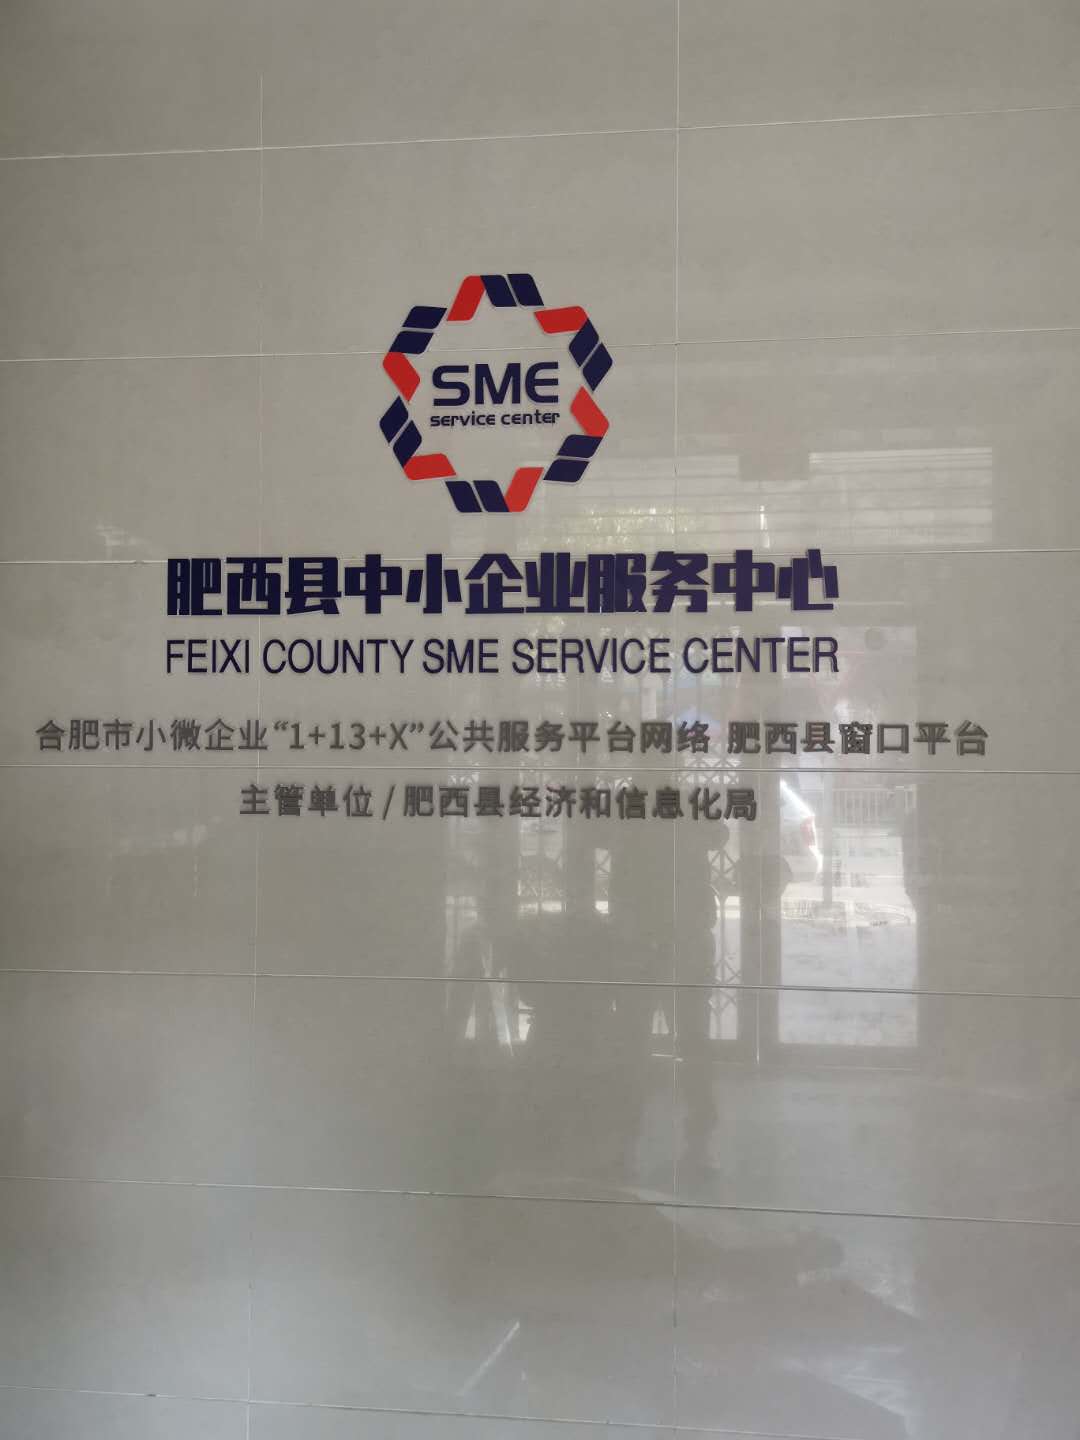 SME
service center
肥西县中小企业服务中心
FEIXI COUNTY SME SERVICE CENTER
合肥市小微企业“1+13+X”公共服务平台网络 肥西县窗口平台
主管单位/肥西县经济和信息化局